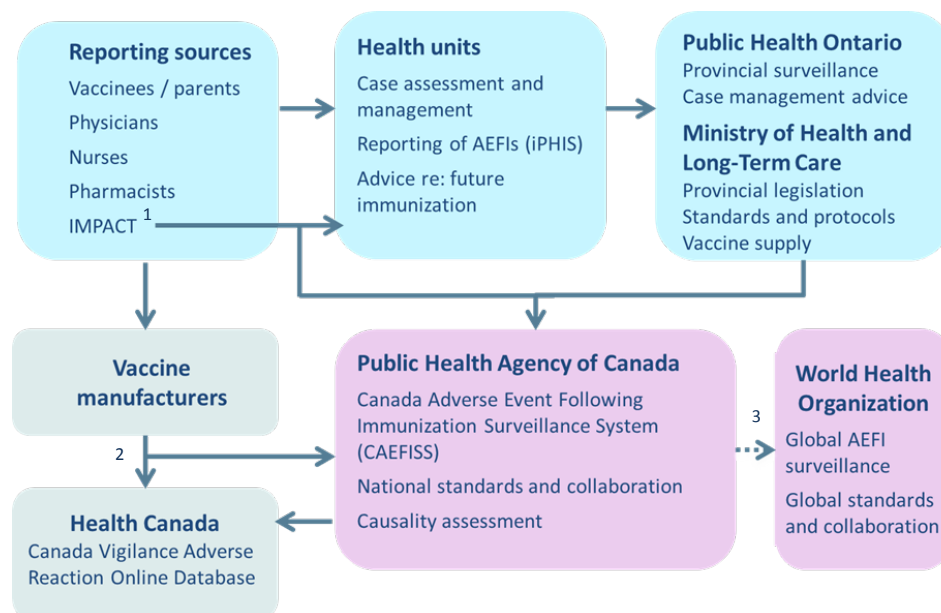 Reporting sources
Vaccinees / parents
Physicians
Nurses
Pharmacists
IMPACT 1
Health units
Case assessment and
management
Reporting of AEFIs (iPHIS)
Advice re: future
immunization
Public Health Ontario
Provincial surveillance
Case management advice
Ministry of Health and
Long-Term Care
Provincial legislation
Standards and protocols
Vaccine supply
Vaccine
manufacturers
2
Health Canada
Canada Vigilance Adverse
Reaction Online Database
Public Health Agency of Canada
Canada Adverse Event Following
Immunization Surveillance System
(CAEFISS)
National standards and collaboration
Causality assessment
3
World Health
Organization
Global AEFI
surveillance
Global standards
and collaboration